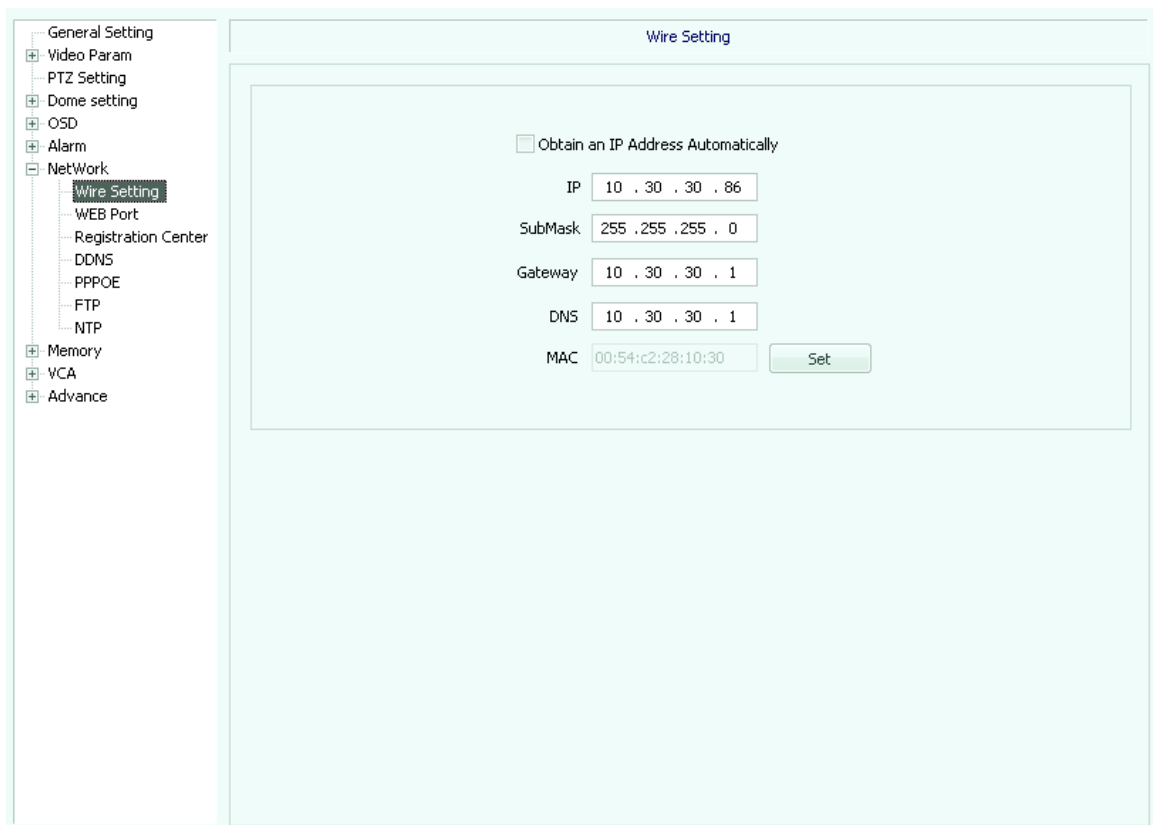 General Setting
Video Param
PTZ Setting
Dome setting
OSD
Alarm
NetWork
Wire Setting
WEB Port
Registration Center
DDNS
PPPOE
FTP
NTP
Memory
VCA
Advance
Wire Setting
Obtain an IP Address Automatically
IP 10 . 30 . 30 . 86
SubMask 255 .255 .255 . 0
Gateway 10 . 30 . 30 . 1
DNS 10 . 30 . 30 . 1
MAC 00:54:c2:28:10:30 Set